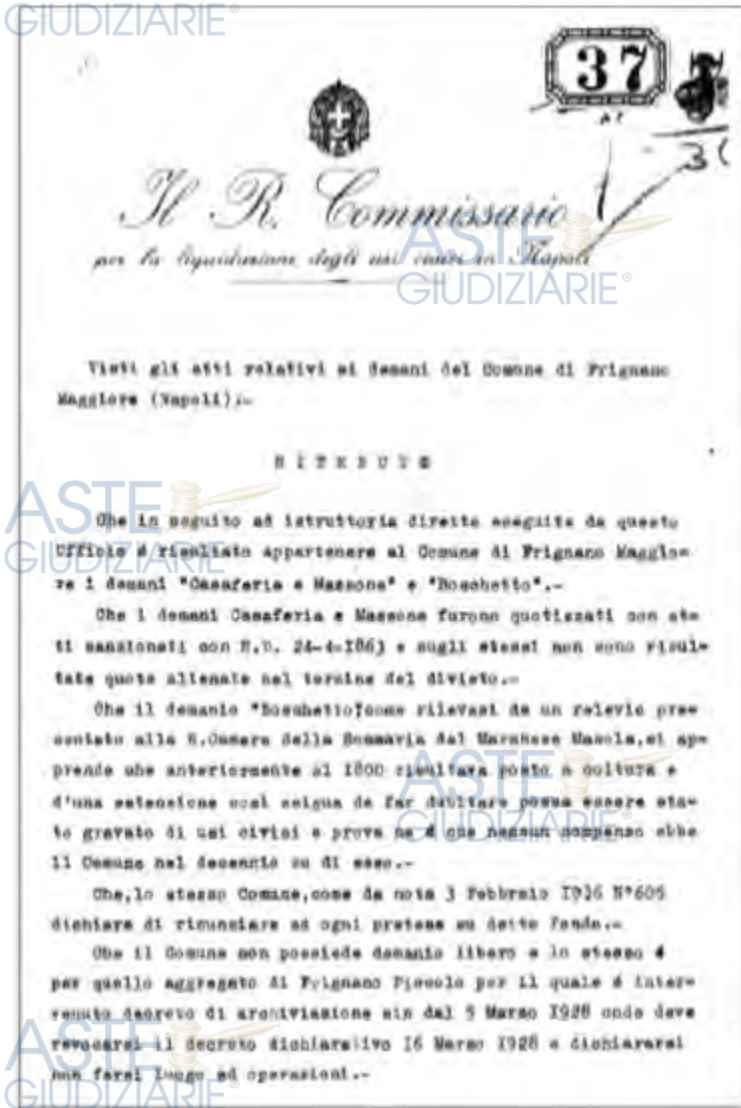 GIUDIZIARIE®
37
Il R. Commissario
per la liquidazione degli usi civici in Napoli
ASTE
GIUDIZIARIE®
Visti gli atti relativi ai demani del Comune di Frignano
Maggiore (Napoli).-
RITENUTO
ASTE
GIUDIZIARIE®
Che in seguito ad istruttoria diretta eseguita da questo
Ufficio é risultato appartenere al Comune di Frignano Maggio=
re i demani "Casaferia e Massona" e "Boschetto".-
Che i demani Casaferia e Massona furono quotizzati con at=
ti sanzionati con R.D. 24-4-1863 e sugli stessi non sono risul=
tate quote alienate nel termine del divieto.-
Che il demanio "Boschetto" come rilevasi da un relevio pre=
sentato alla R.Camera della Sommaria dal Marchese Mascla, si ap=
prende che anteriormente al 1800 risultava posto a coltura e
d'una estensione così esigua da far dubitare possa essere sta=
to gravato di usi civici e prova ne é che nessun compenso ebbe
il Comune nel decennio su di esso.-
ASTE
GIUDIZIARIE®
Che, lo stesso Comune, come da nota 3 Febbraio 1936 N°605
dichiara di rinunciare ad ogni pretesa su detto fondo.-
Che il Comune non possiede demanio libero e lo stesso é
per quello aggregato di Frignano Piccolo per il quale é inter=
venuto decreto di archiviazione sin dal 5 Marzo 1928 onde deve
revocarsi il decreto dichiarativo 16 Marzo 1928 e dichiararsi
non farsi luogo ad operazioni.-
ASTE
GIUDIZIARIE®